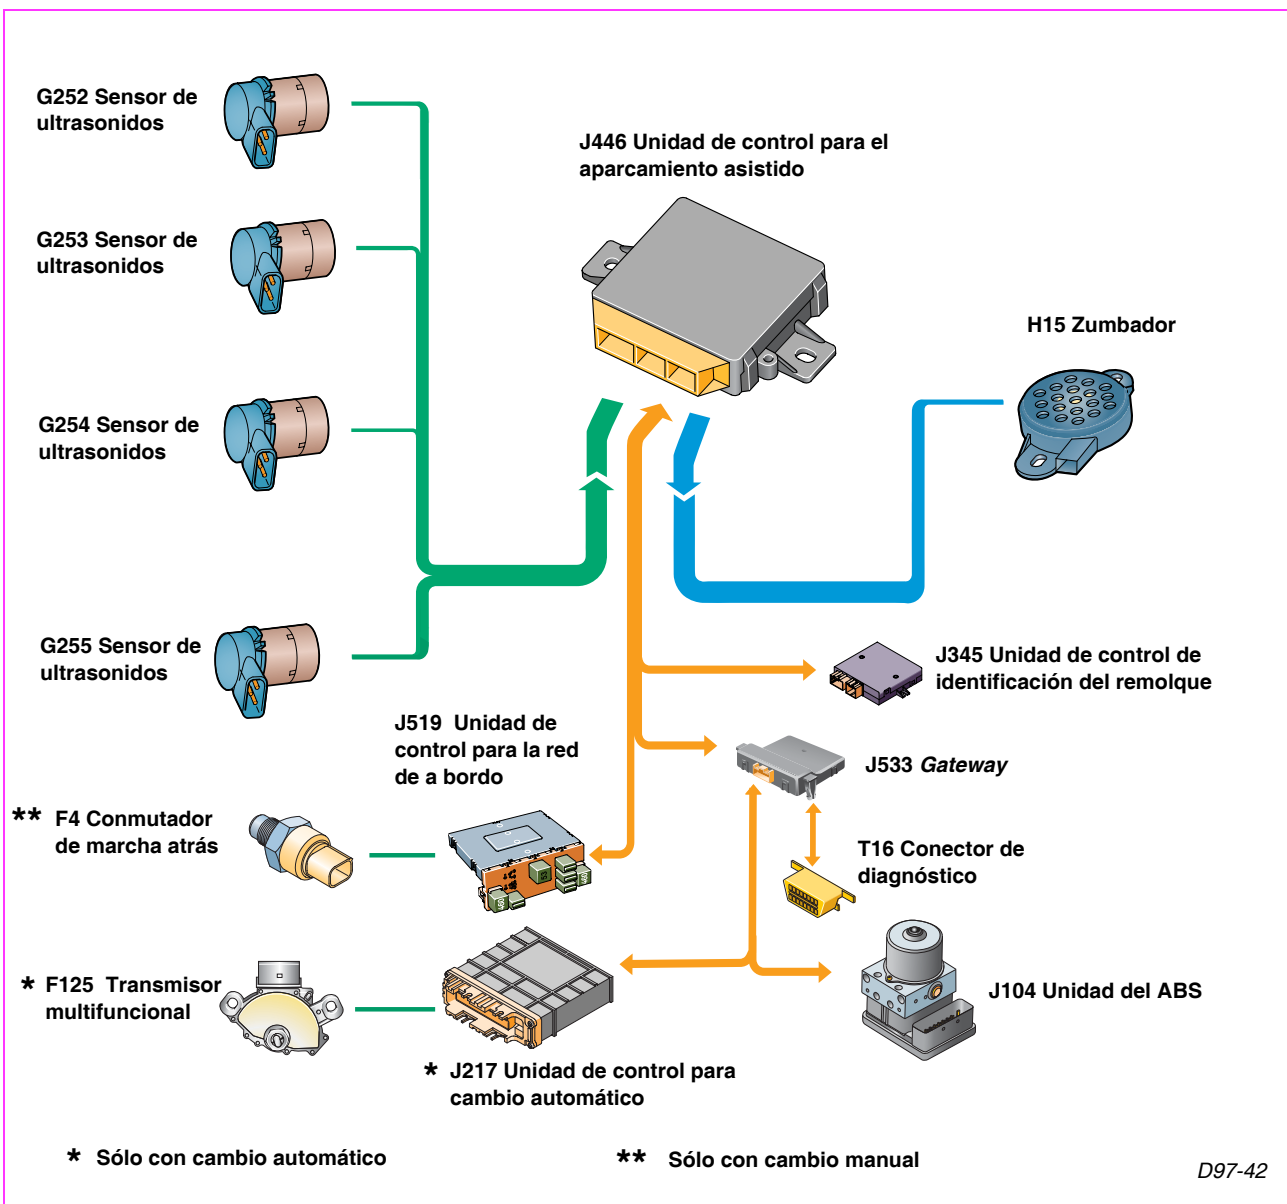 G252 Sensor de
ultrasonidos
J446 Unidad de control para el
aparcamiento asistido
G253 Sensor de
ultrasonidos
H15 Zumbador
G254 Sensor de
ultrasonidos
G255 Sensor de
ultrasonidos
J345 Unidad de control de
identificación del remolque
J519 Unidad de
control para la red
de a bordo
J533 Gateway
** F4 Conmutador
de marcha atrás
T16 Conector de
diagnóstico
* F125 Transmisor
multifuncional
J104 Unidad del ABS
* J217 Unidad de control para
cambio automático
* Sólo con cambio automático
** Sólo con cambio manual
D97-42